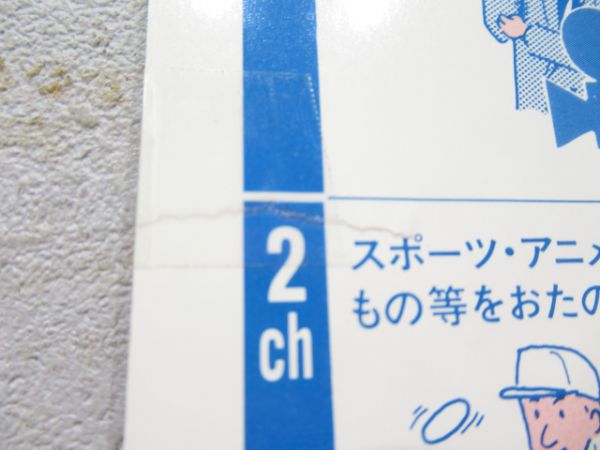 2
ch
スポーツ・アニメ
もの等をおたの